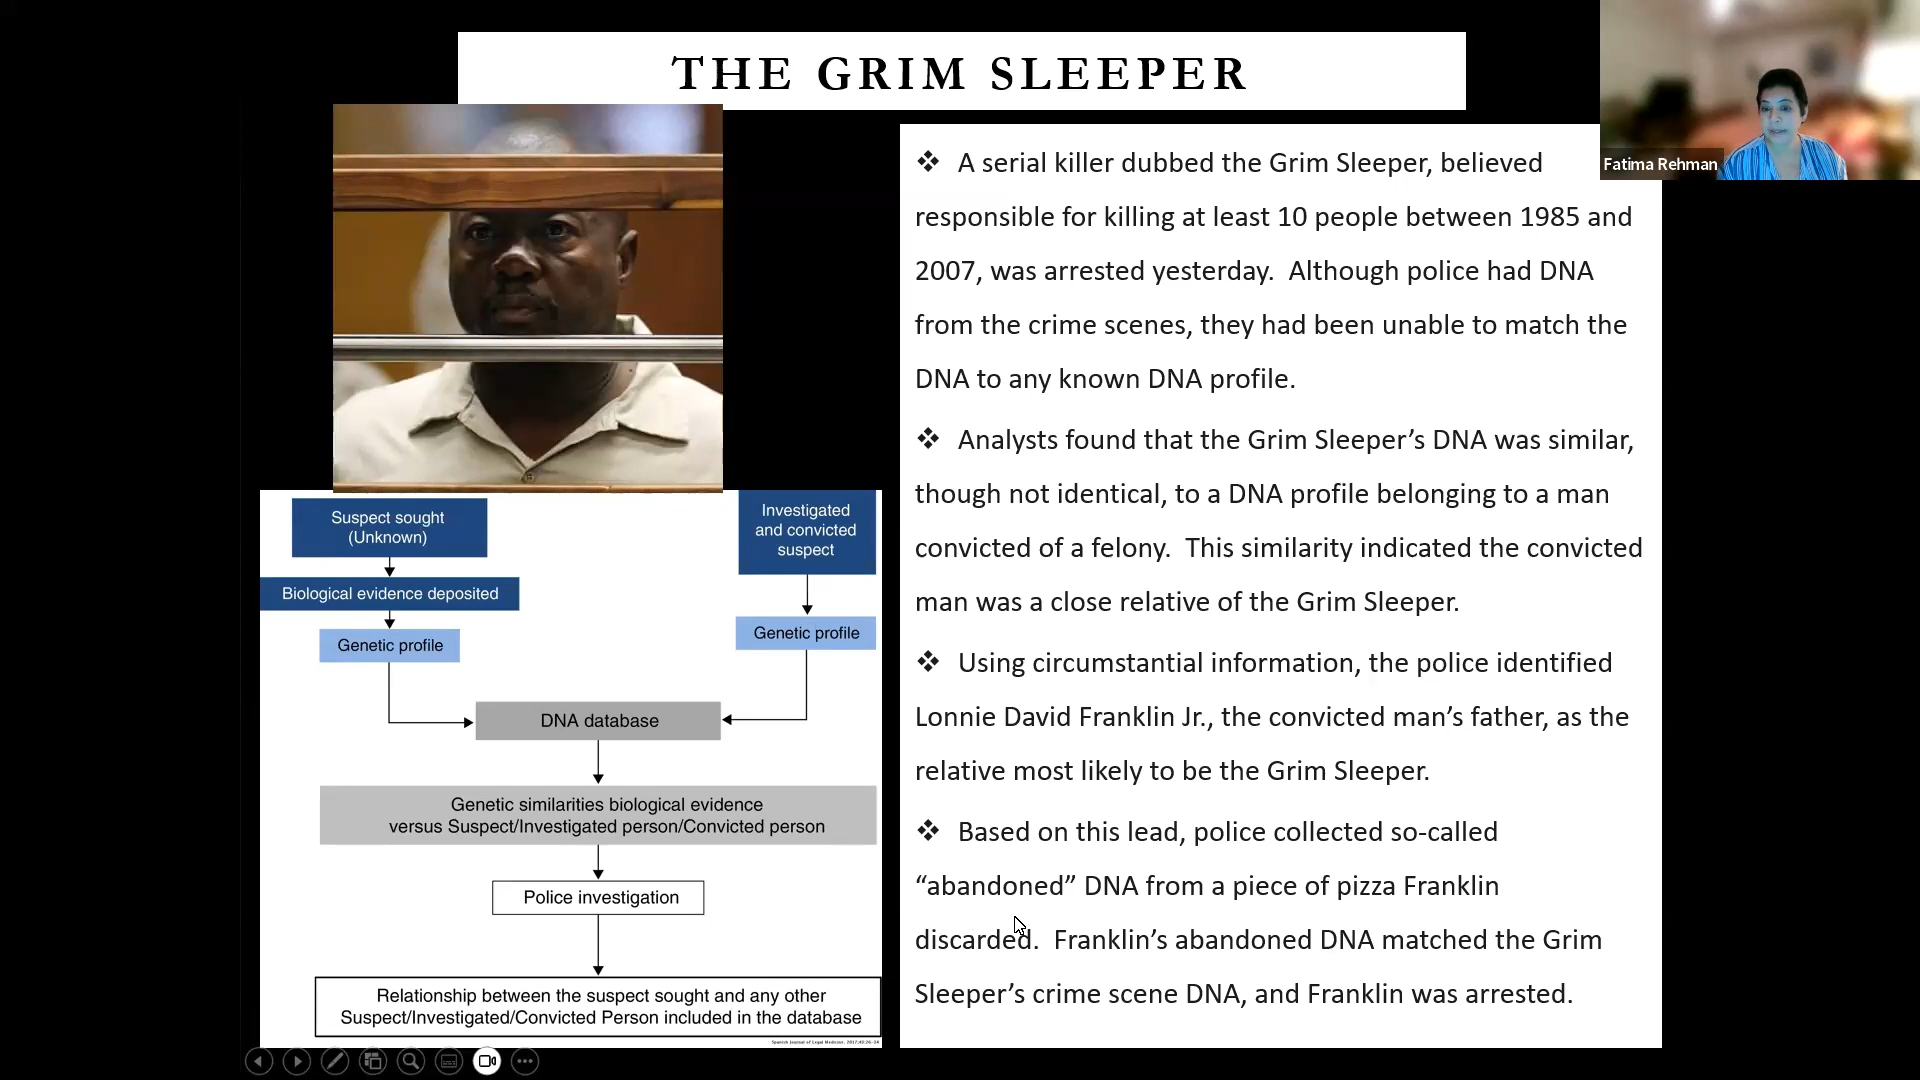 THE GRIM SLEEPER
Fatima Rehman
❖ A serial killer dubbed the Grim Sleeper, believed
responsible for killing at least 10 people between 1985 and
2007, was arrested yesterday. Although police had DNA
from the crime scenes, they had been unable to match the
DNA to any known DNA profile.
❖ Analysts found that the Grim Sleeper’s DNA was similar,
though not identical, to a DNA profile belonging to a man
convicted of a felony. This similarity indicated the convicted
man was a close relative of the Grim Sleeper.
❖ Using circumstantial information, the police identified
Lonnie David Franklin Jr., the convicted man’s father, as the
relative most likely to be the Grim Sleeper.
❖ Based on this lead, police collected so-called
“abandoned” DNA from a piece of pizza Franklin
discarded. Franklin’s abandoned DNA matched the Grim
Sleeper’s crime scene DNA, and Franklin was arrested.
Suspect sought
(Unknown)
Biological evidence deposited
Genetic profile
Investigated
and convicted
suspect
Genetic profile
DNA database
Genetic similarities biological evidence
versus Suspect/Investigated person/Convicted person
Police investigation
Relationship between the suspect sought and any other
Suspect/Investigated/Convicted Person included in the database
Spanish Journal of Legal Medicine. 2017;43:26-34